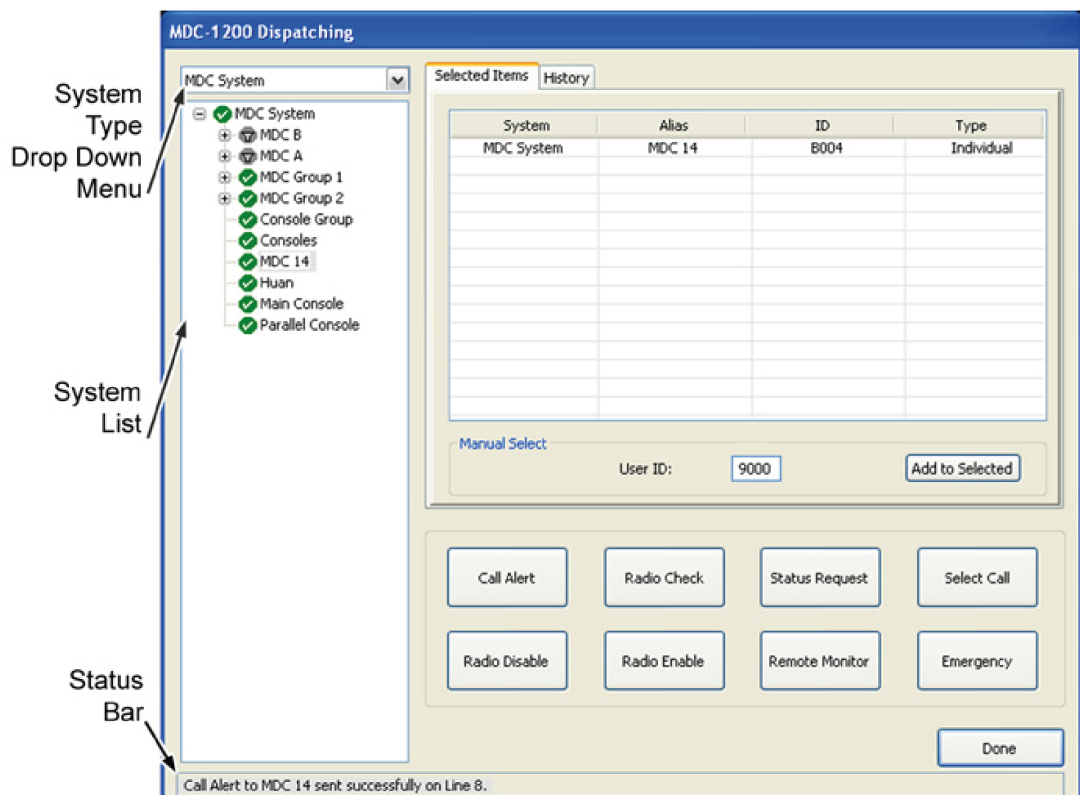 MDC-1200 Dispatching
System
Type
Drop Down
Menu
MDC System
MDC System
MDC B
MDC A
MDC Group 1
MDC Group 2
Console Group
Consoles
MDC 14
Huan
Main Console
Parallel Console
System
List
Selected Items History
System Alias ID Type
MDC System MDC 14 B004 Individual
Manual Select
User ID: 9000 Add to Selected
Call Alert Radio Check Status Request Select Call
Radio Disable Radio Enable Remote Monitor Emergency
Done
Status
Bar
Call Alert to MDC 14 sent successfully on Line 8.